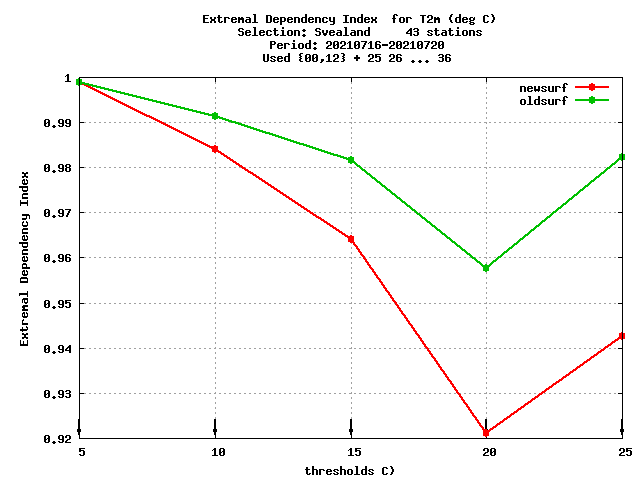 Extremal Dependency Index  for T2m (deg C)
Selection: Svealand     43 stations
Period: 20210716-20210720
Used {00,12} + 25 26 ... 36
newsurf
oldsurf
Extremal Dependency Index
1
0,99
0,98
0,97
0,96
0,95
0,94
0,93
0,92
5 10 15 20 25
thresholds C)